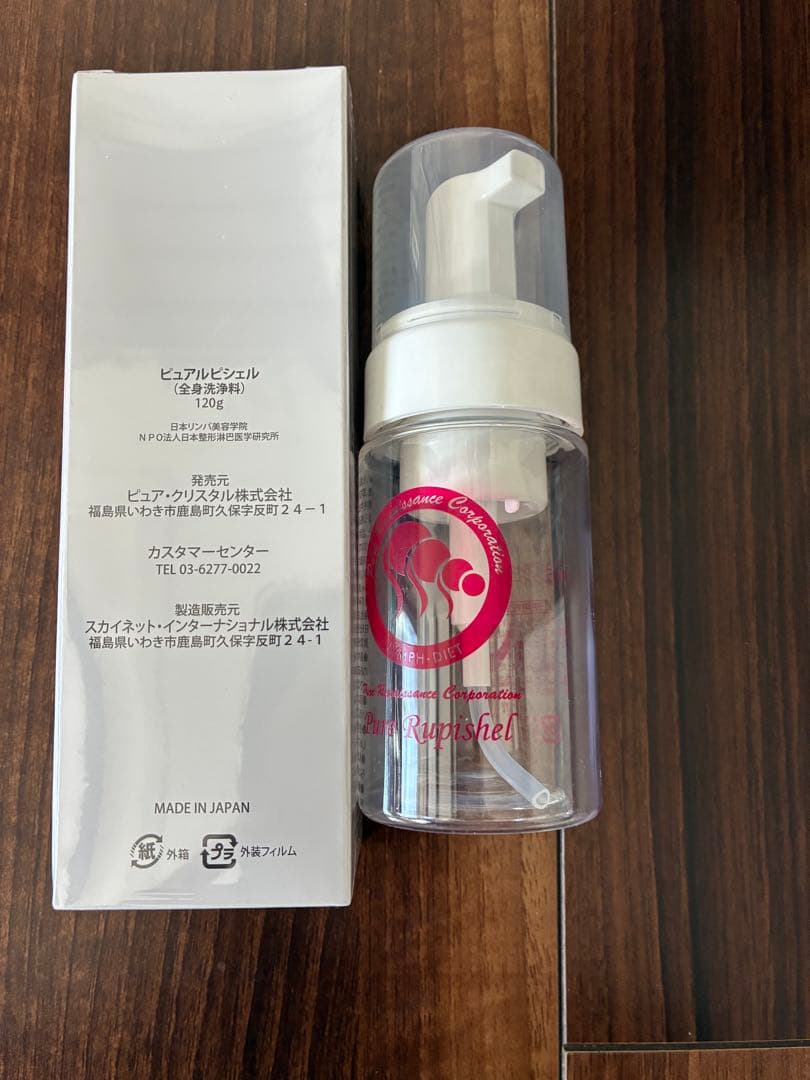 ピュアルピシェル
（全身洗浄料）
120g
日本リンパ美容学院
ＮＰＯ法人日本整形淋巴医学研究所
発売元
ピュア・クリスタル株式会社
福島県いわき市鹿島町久保字反町２４－１
カスタマーセンター
TEL 03-6277-0022
製造販売元
スカイネット・インターナショナル株式会社
福島県いわき市鹿島町久保字反町２４-１
MADE IN JAPAN
紙 外箱
プラ 外装フィルム
Corporation
DIET
Pure Renaissance Corporation
Pure Rupishel